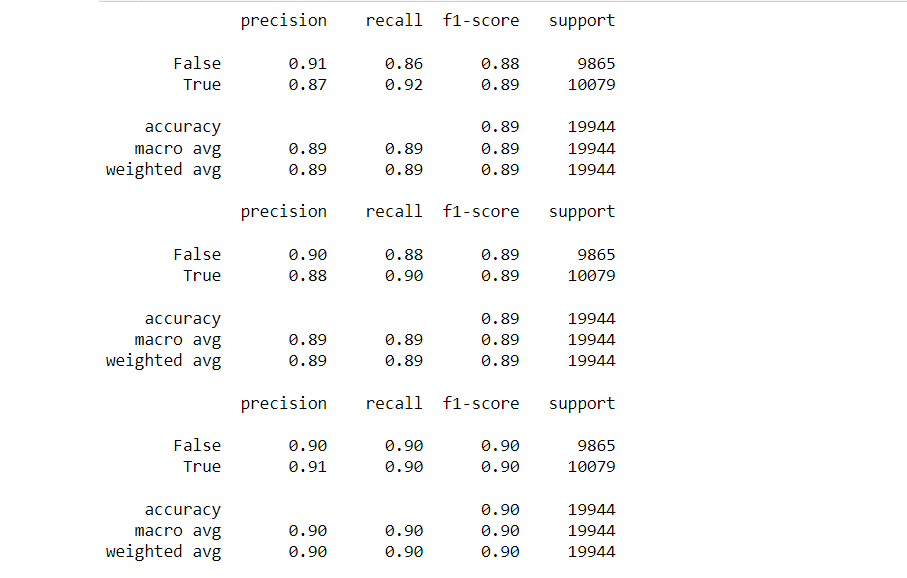 precision recall f1-score support
False 0.91 0.86 0.88 9865
True 0.87 0.92 0.89 10079
accuracy 0.89 19944
macro avg 0.89 0.89 0.89 19944
weighted avg 0.89 0.89 0.89 19944
precision recall f1-score support
False 0.90 0.88 0.89 9865
True 0.88 0.90 0.89 10079
accuracy 0.89 19944
macro avg 0.89 0.89 0.89 19944
weighted avg 0.89 0.89 0.89 19944
precision recall f1-score support
False 0.90 0.90 0.90 9865
True 0.91 0.90 0.90 10079
accuracy 0.90 19944
macro avg 0.90 0.90 0.90 19944
weighted avg 0.90 0.90 0.90 19944